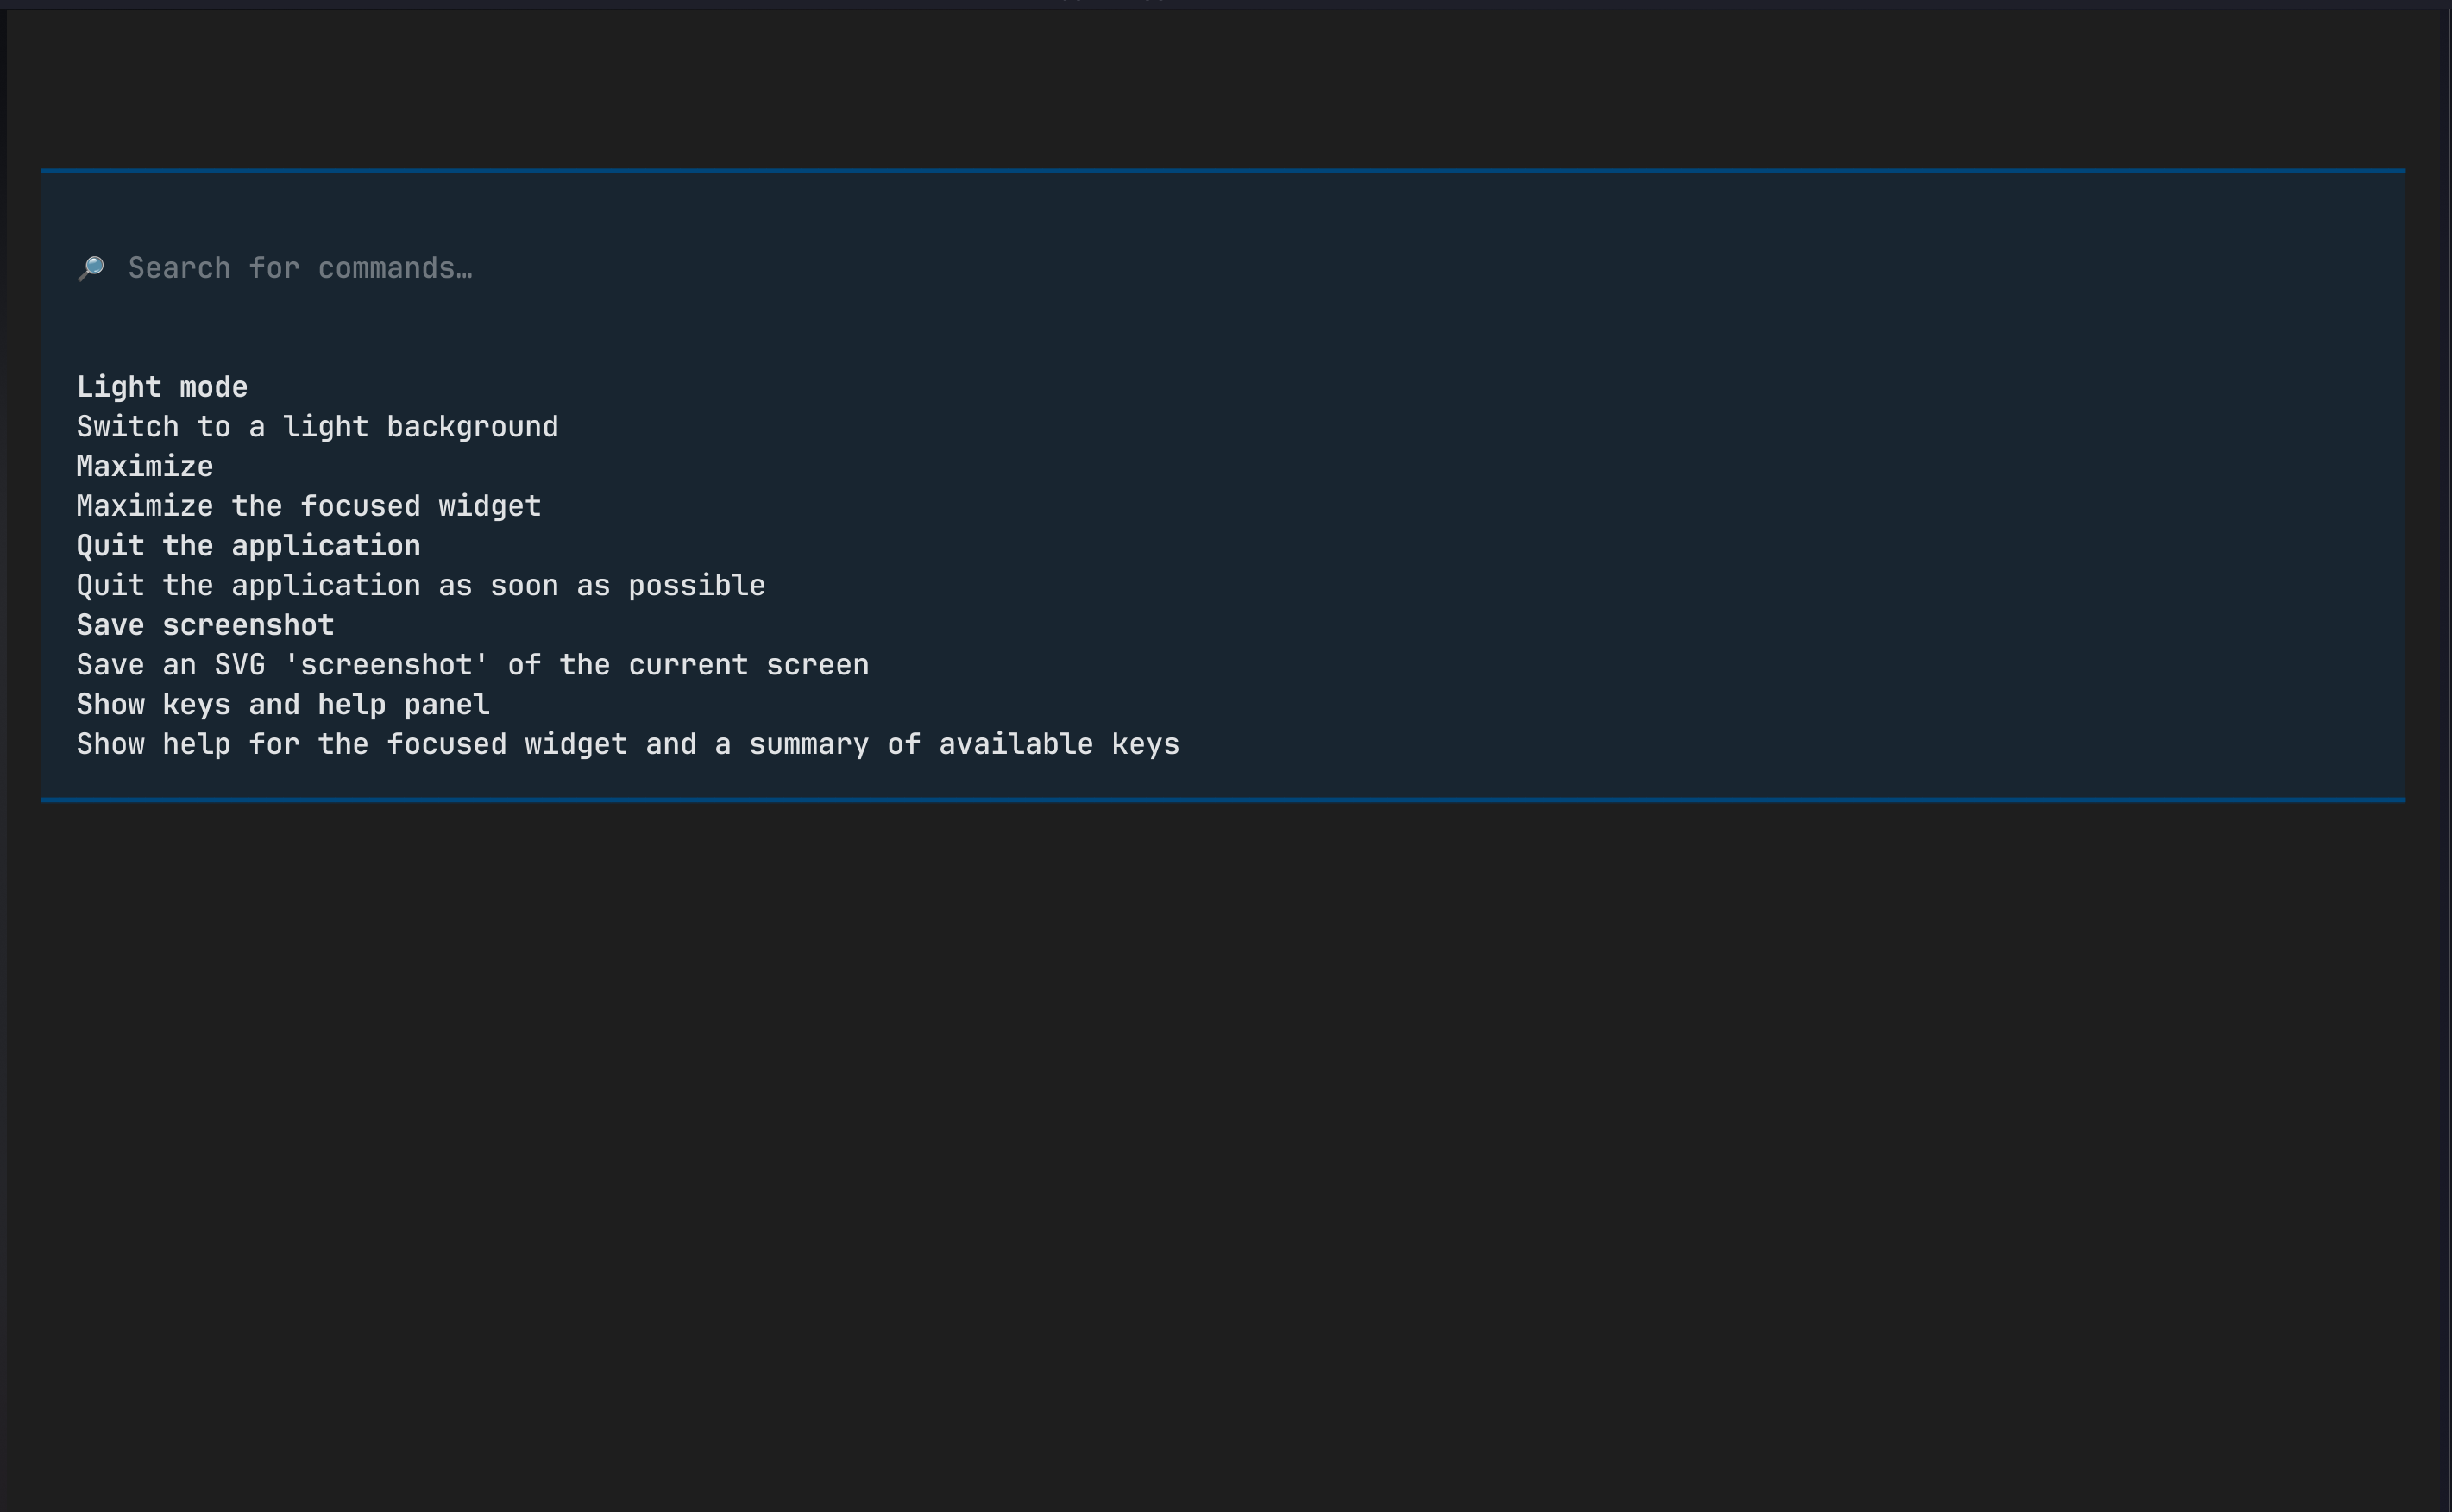 🔎 Search for commands…
Light mode
Switch to a light background
Maximize
Maximize the focused widget
Quit the application
Quit the application as soon as possible
Save screenshot
Save an SVG 'screenshot' of the current screen
Show keys and help panel
Show help for the focused widget and a summary of available keys